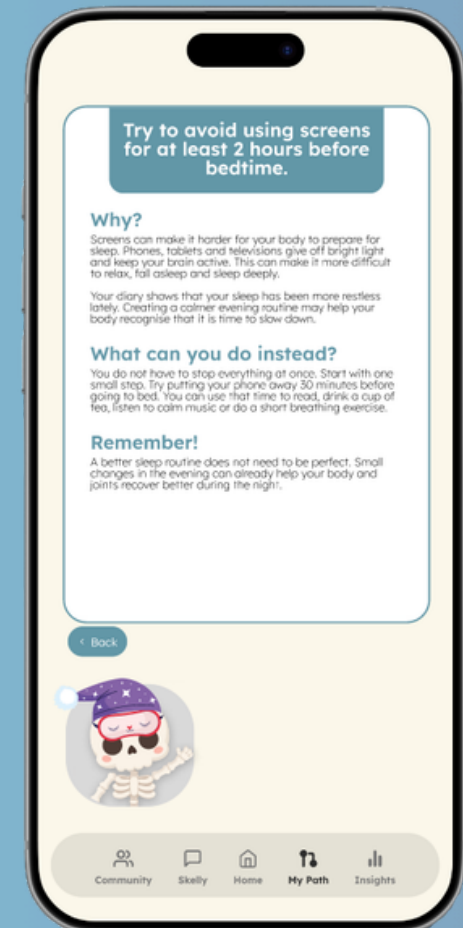 Try to avoid using screens
for at least 2 hours before
bedtime.
Why?
Screens can make it harder for your body to prepare for
sleep. Phones, tablets and televisions give off bright light
and keep your brain active. This can make it more difficult
to relax, fall asleep and sleep deeply.
Your diary shows that your sleep has been more restless
lately. Creating a calmer evening routine may help your
body recognise that it is time to slow down.
What can you do instead?
You do not have to stop everything at once. Start with one
small step. Try putting your phone away 30 minutes before
going to bed. You can use that time to read, drink a cup of
tea, listen to calm music or do a short breathing exercise.
Remember!
A better sleep routine does not need to be perfect. Small
changes in the evening can already help your body and
joints recover better during the night.
< Back
Community Skelly Home My Path Insights